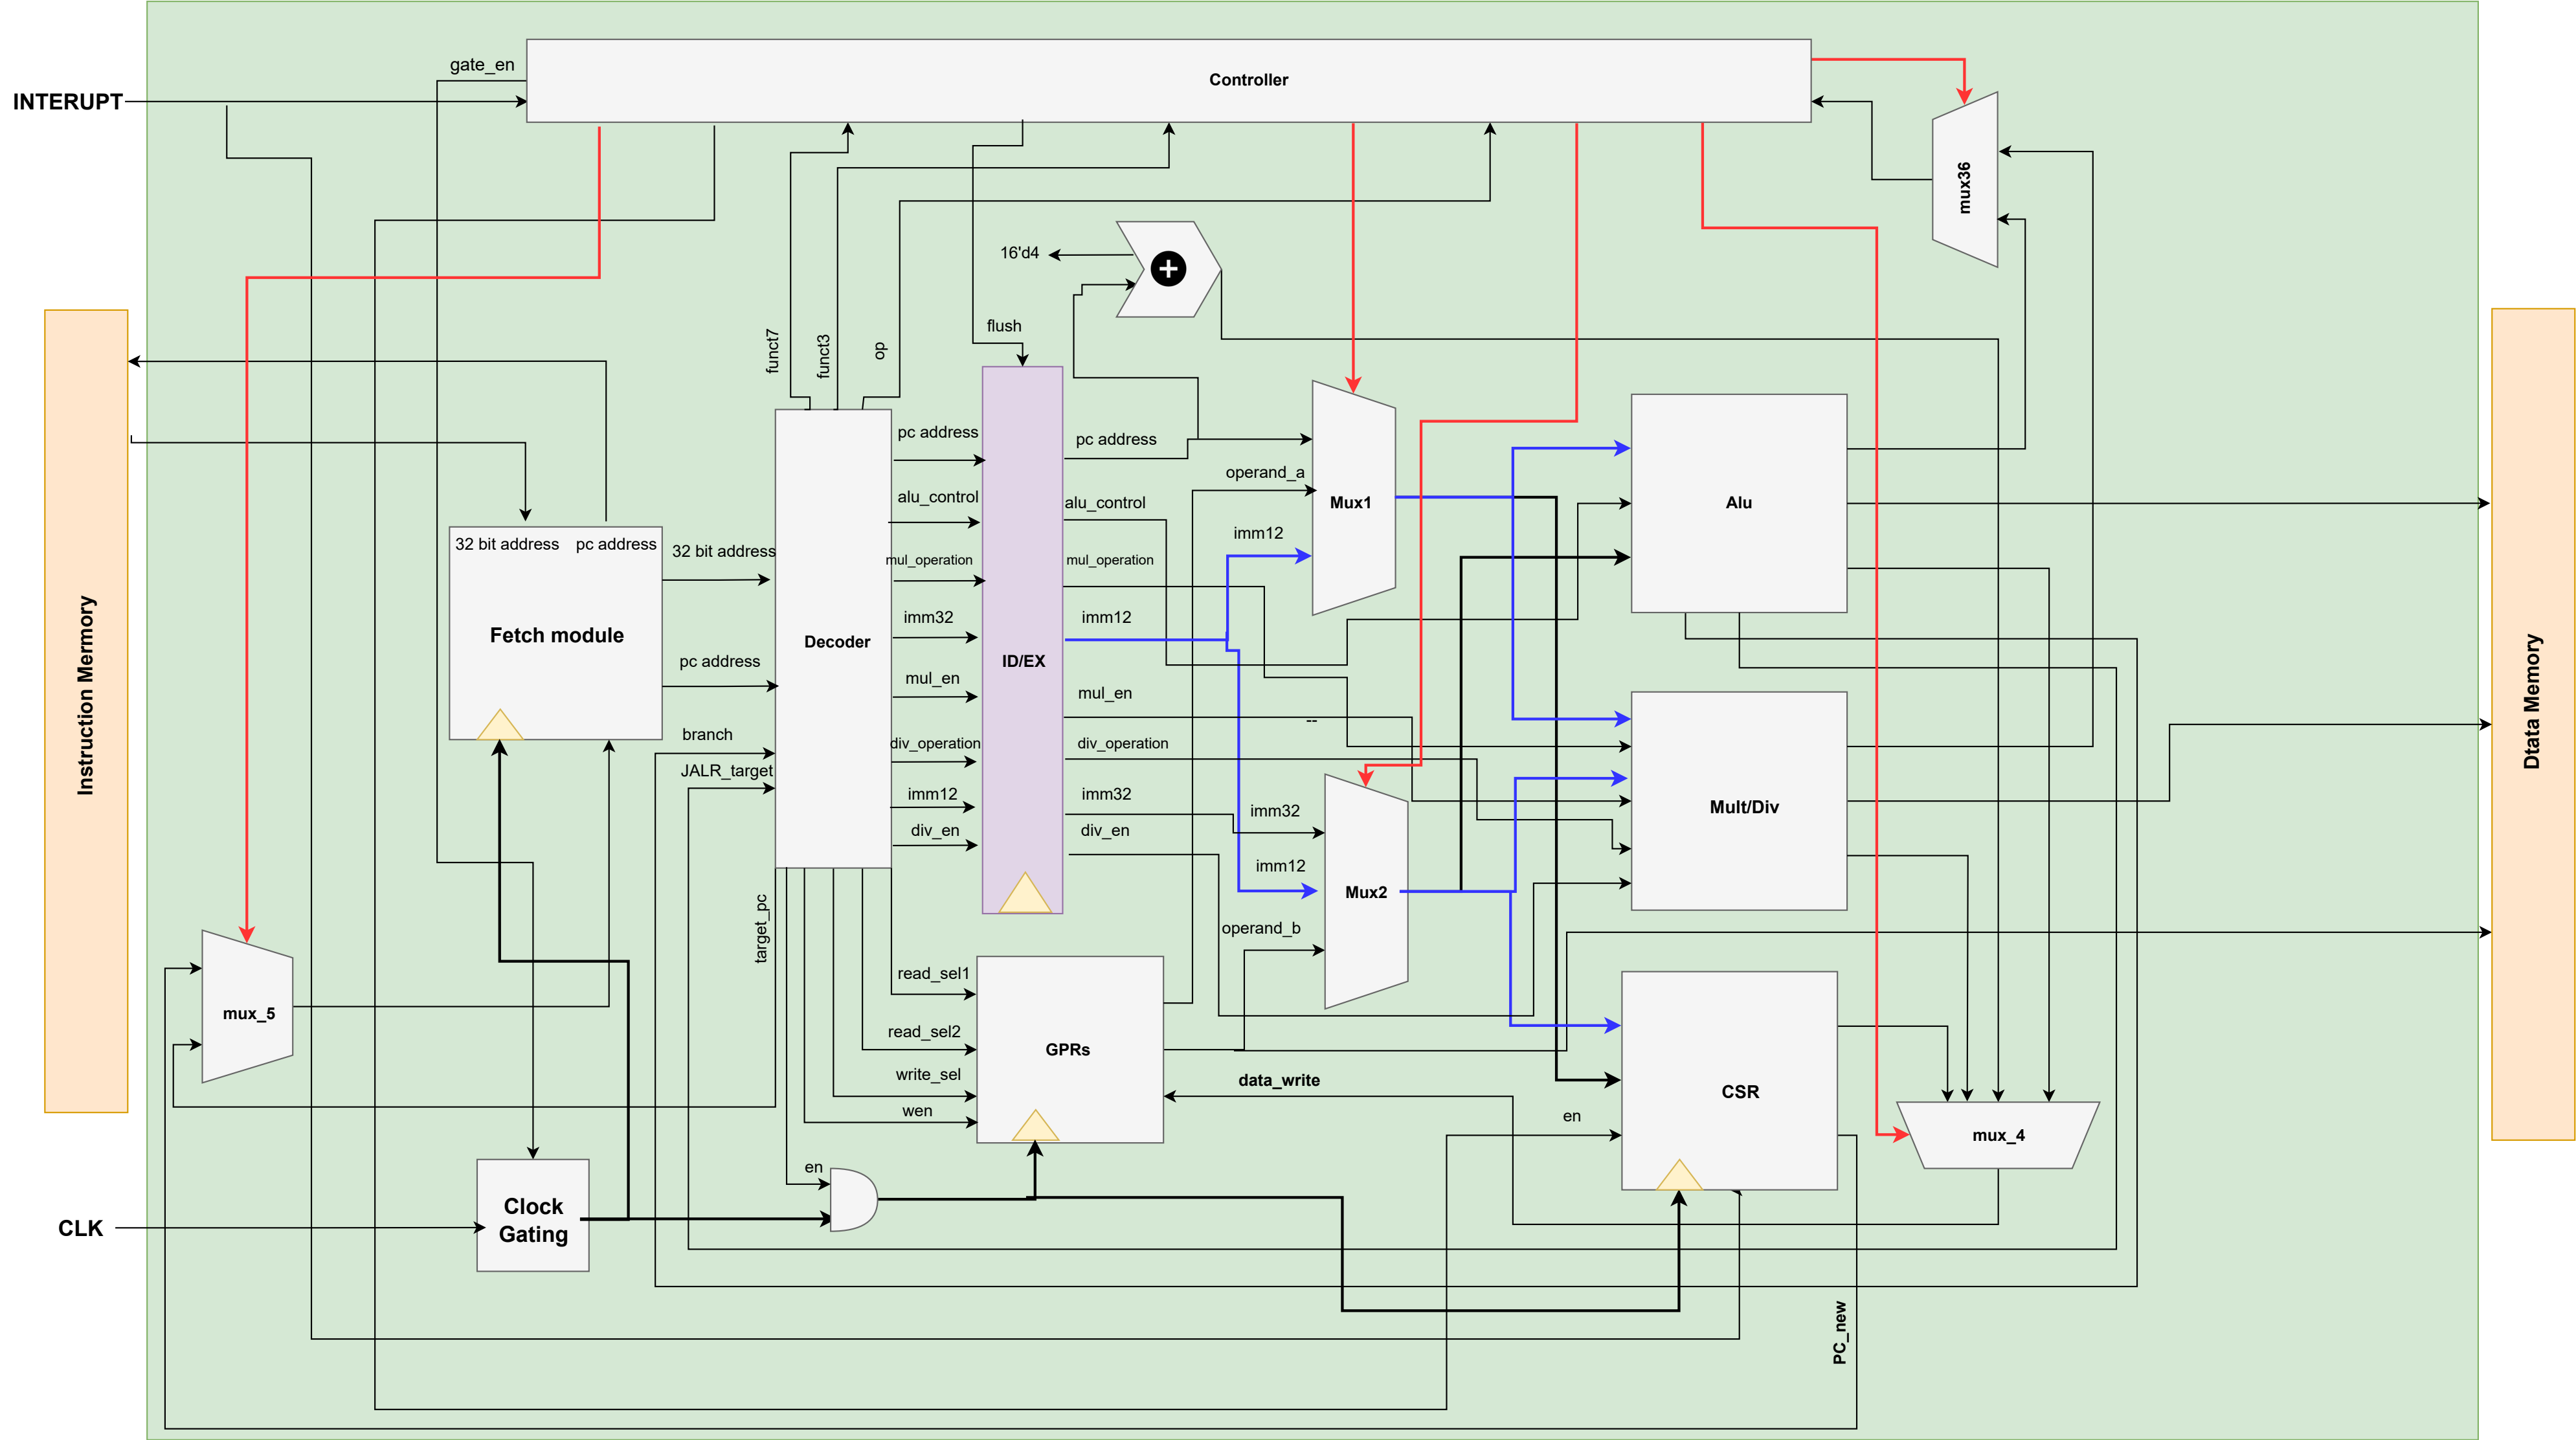 gate_en
Controller
INTERUPT
mux36
16'd4
flush
funct7
funct3
op
pc address
pc address
operand_a
alu_control
alu_control
Mux1
Alu
imm12
32 bit address
pc address
32 bit address
mul_operation
mul_operation
Fetch module
Decoder
imm32
imm12
ID/EX
pc address
mul_en
mul_en
--
branch
div_operation
div_operation
JALR_target
imm12
imm32
imm32
Mult/Div
div_en
div_en
imm12
Mux2
Instruction Mermory
Dtata Memory
target_pc
operand_b
read_sel1
mux_5
read_sel2
GPRs
write_sel
data_write
CSR
wen
en
mux_4
en
Clock
Gating
CLK
PC_new